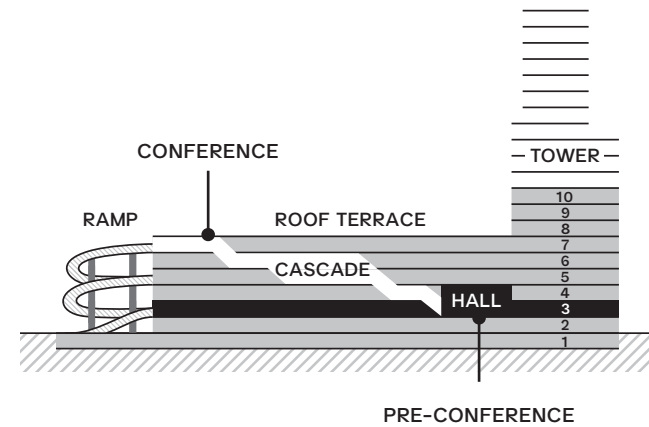 CONFERENCE
TOWER
RAMP
ROOF TERRACE
10
9
8
7
CASCADE
6
5
HALL
4
3
2
1
PRE-CONFERENCE